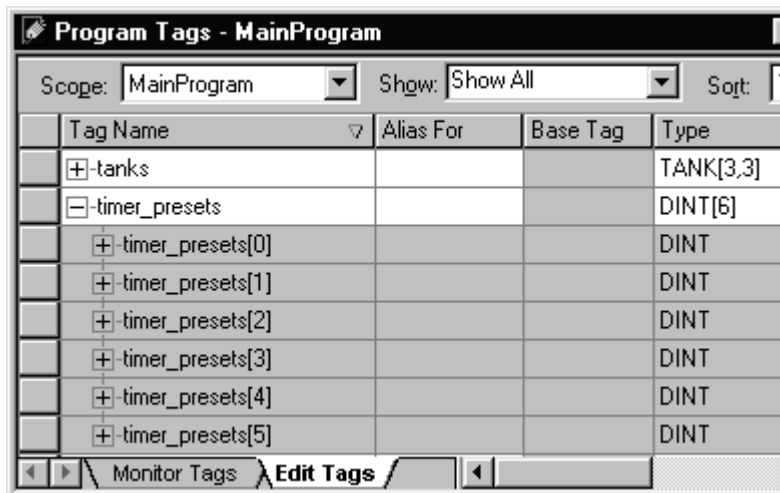 Program Tags - MainProgram
Scope: MainProgram Show: Show All Sort:
Tag Name Alias For Base Tag Type
tanks TANK[3,3]
timer_presets DINT[6]
timer_presets[0] DINT
timer_presets[1] DINT
timer_presets[2] DINT
timer_presets[3] DINT
timer_presets[4] DINT
timer_presets[5] DINT
Monitor Tags Edit Tags